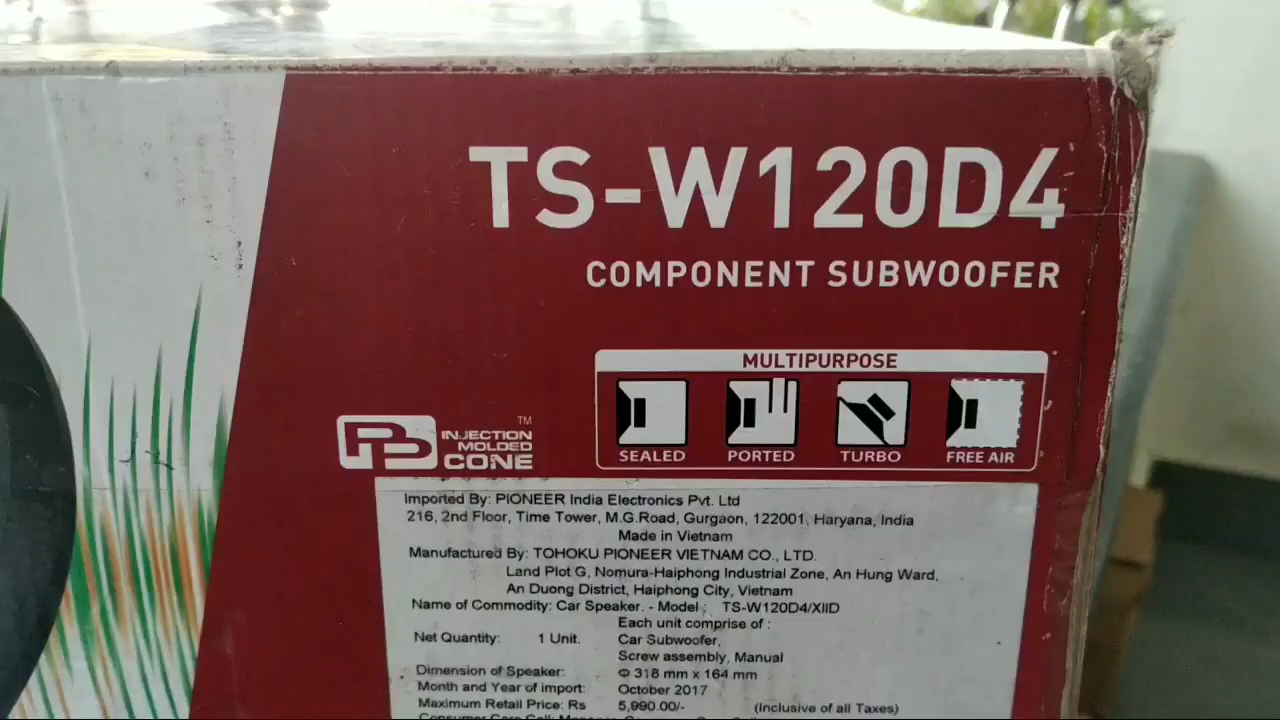 TS-W120D4
COMPONENT SUBWOOFER
MULTIPURPOSE
SEALED PORTED TURBO FREE AIR
INJECTION MOLDED CONE ™
Imported By: PIONEER India Electronics Pvt. Ltd
216, 2nd Floor, Time Tower, M.G.Road, Gurgaon, 122001, Haryana, India
Made in Vietnam
Manufactured By: TOHOKU PIONEER VIETNAM CO., LTD.
Land Plot G, Nomura-Haiphong Industrial Zone, An Hung Ward,
An Duong District, Haiphong City, Vietnam
Name of Commodity: Car Speaker. - Model : TS-W120D4/XIID
Each unit comprise of :
Net Quantity: 1 Unit. Car Subwoofer,
Screw assembly, Manual
Dimension of Speaker: Φ 318 mm x 164 mm
Month and Year of import: October 2017
Maximum Retail Price: Rs 5,990.00/- (Inclusive of all Taxes)